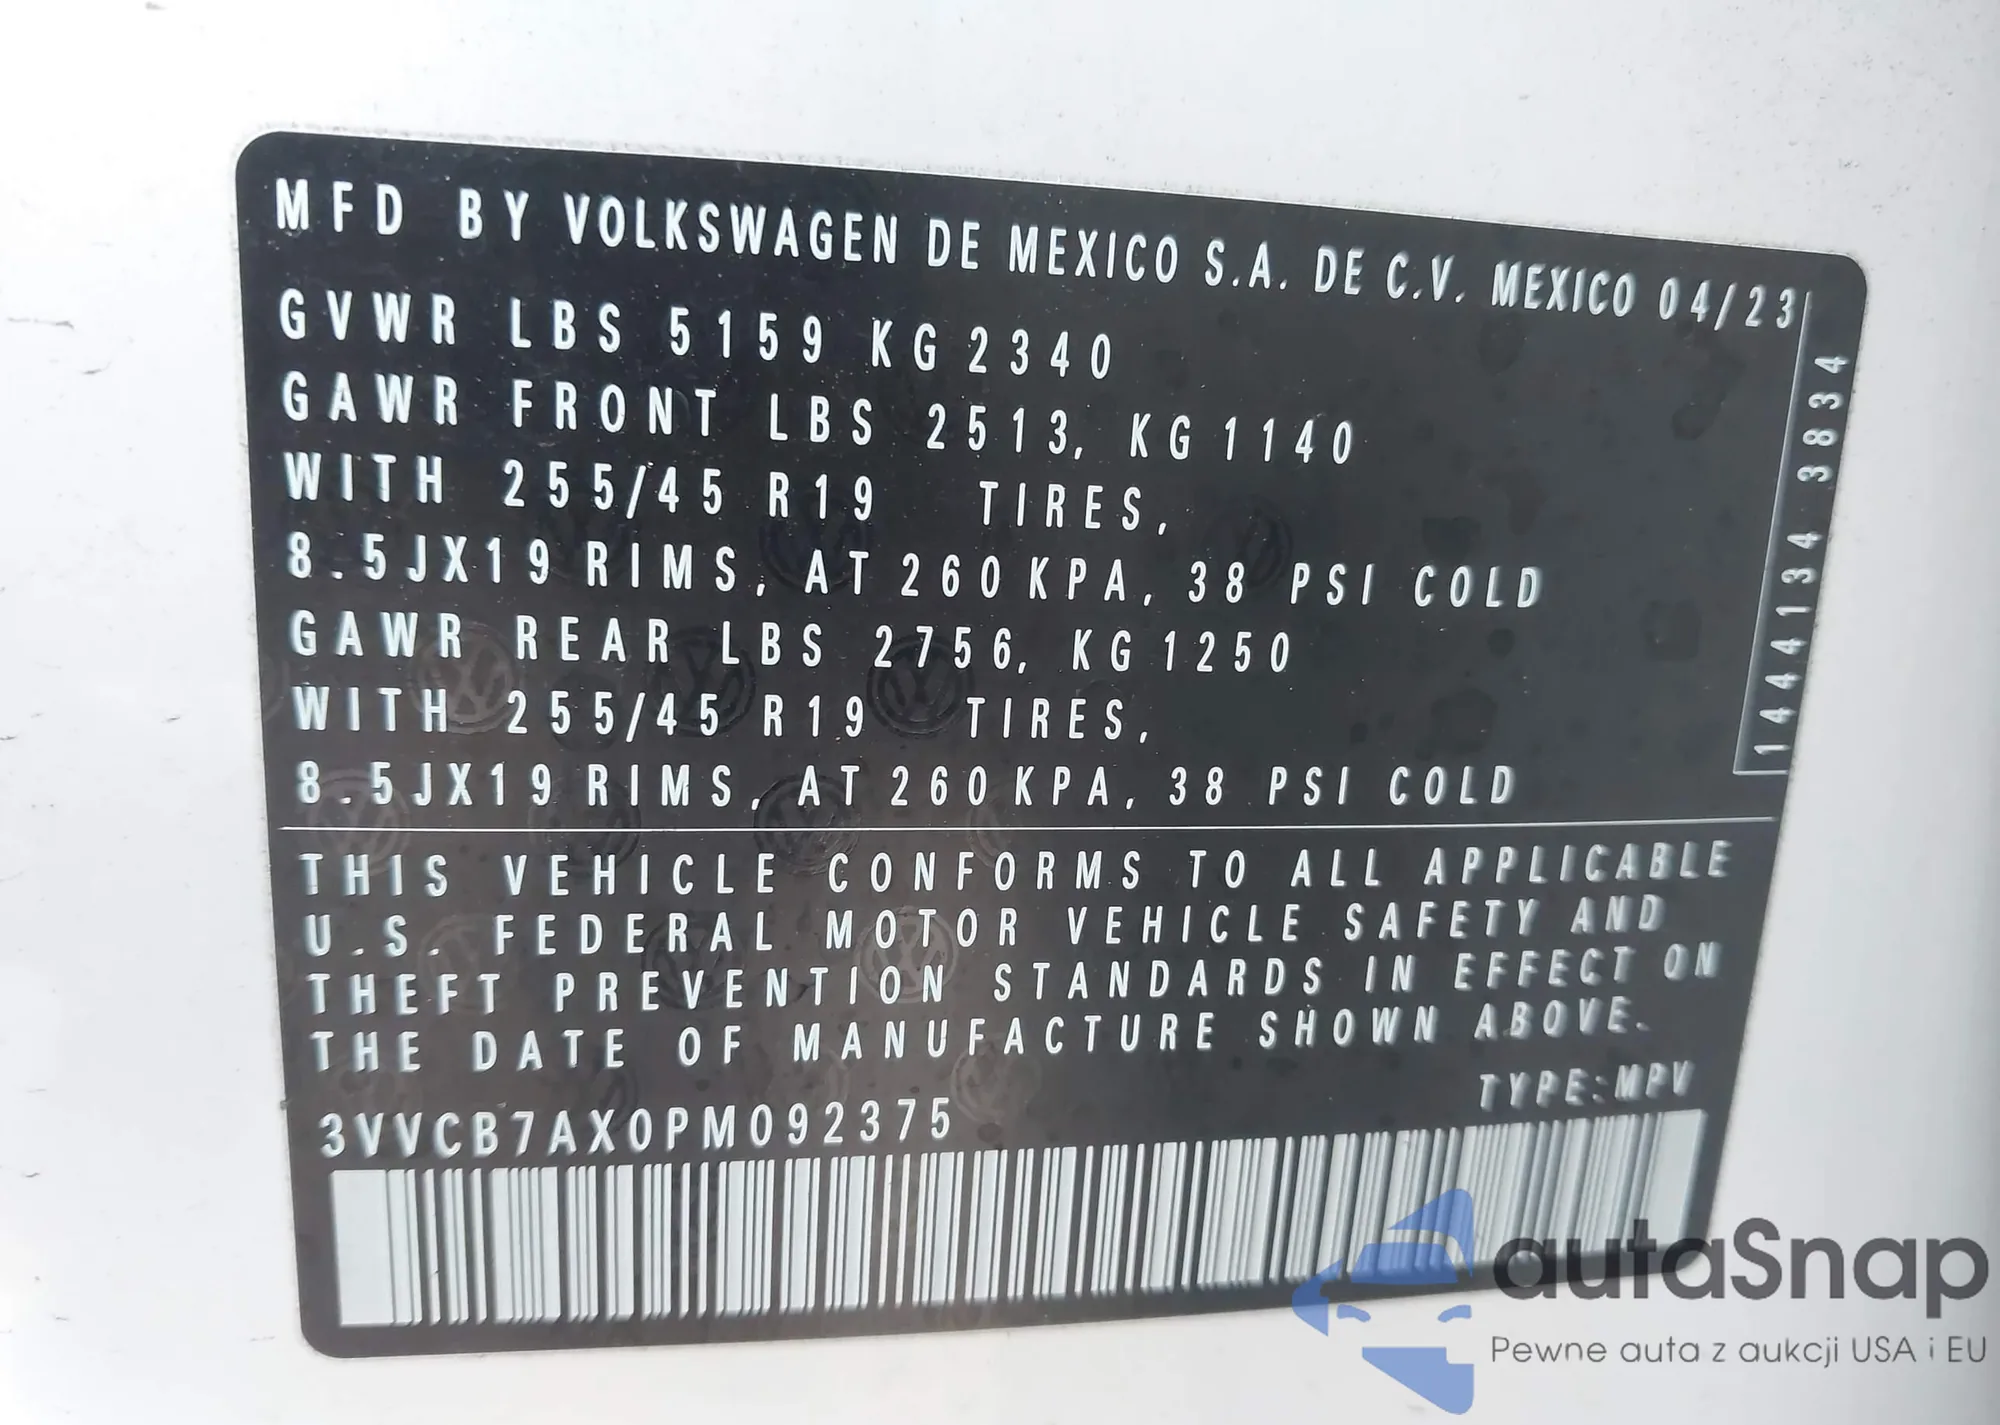 MFD BY VOLKSWAGEN DE MEXICO S.A. DE C.V. MEXICO 04/23
GVWR LBS 5159 KG 2340
GAWR FRONT LBS 2513, KG 1140
WITH 255/45 R19 TIRES,
8.5JX19 RIMS, AT 260 KPA, 38 PSI COLD
GAWR REAR LBS 2756, KG 1250
WITH 255/45 R19 TIRES,
8.5JX19 RIMS, AT 260 KPA, 38 PSI COLD
1444134 3834
THIS VEHICLE CONFORMS TO ALL APPLICABLE
U.S. FEDERAL MOTOR VEHICLE SAFETY AND
THEFT PREVENTION STANDARDS IN EFFECT ON
THE DATE OF MANUFACTURE SHOWN ABOVE.
TYPE:MPV
3VVCB7AX0PM092375
autaSnap
Pewne auta z aukcji USA i EU